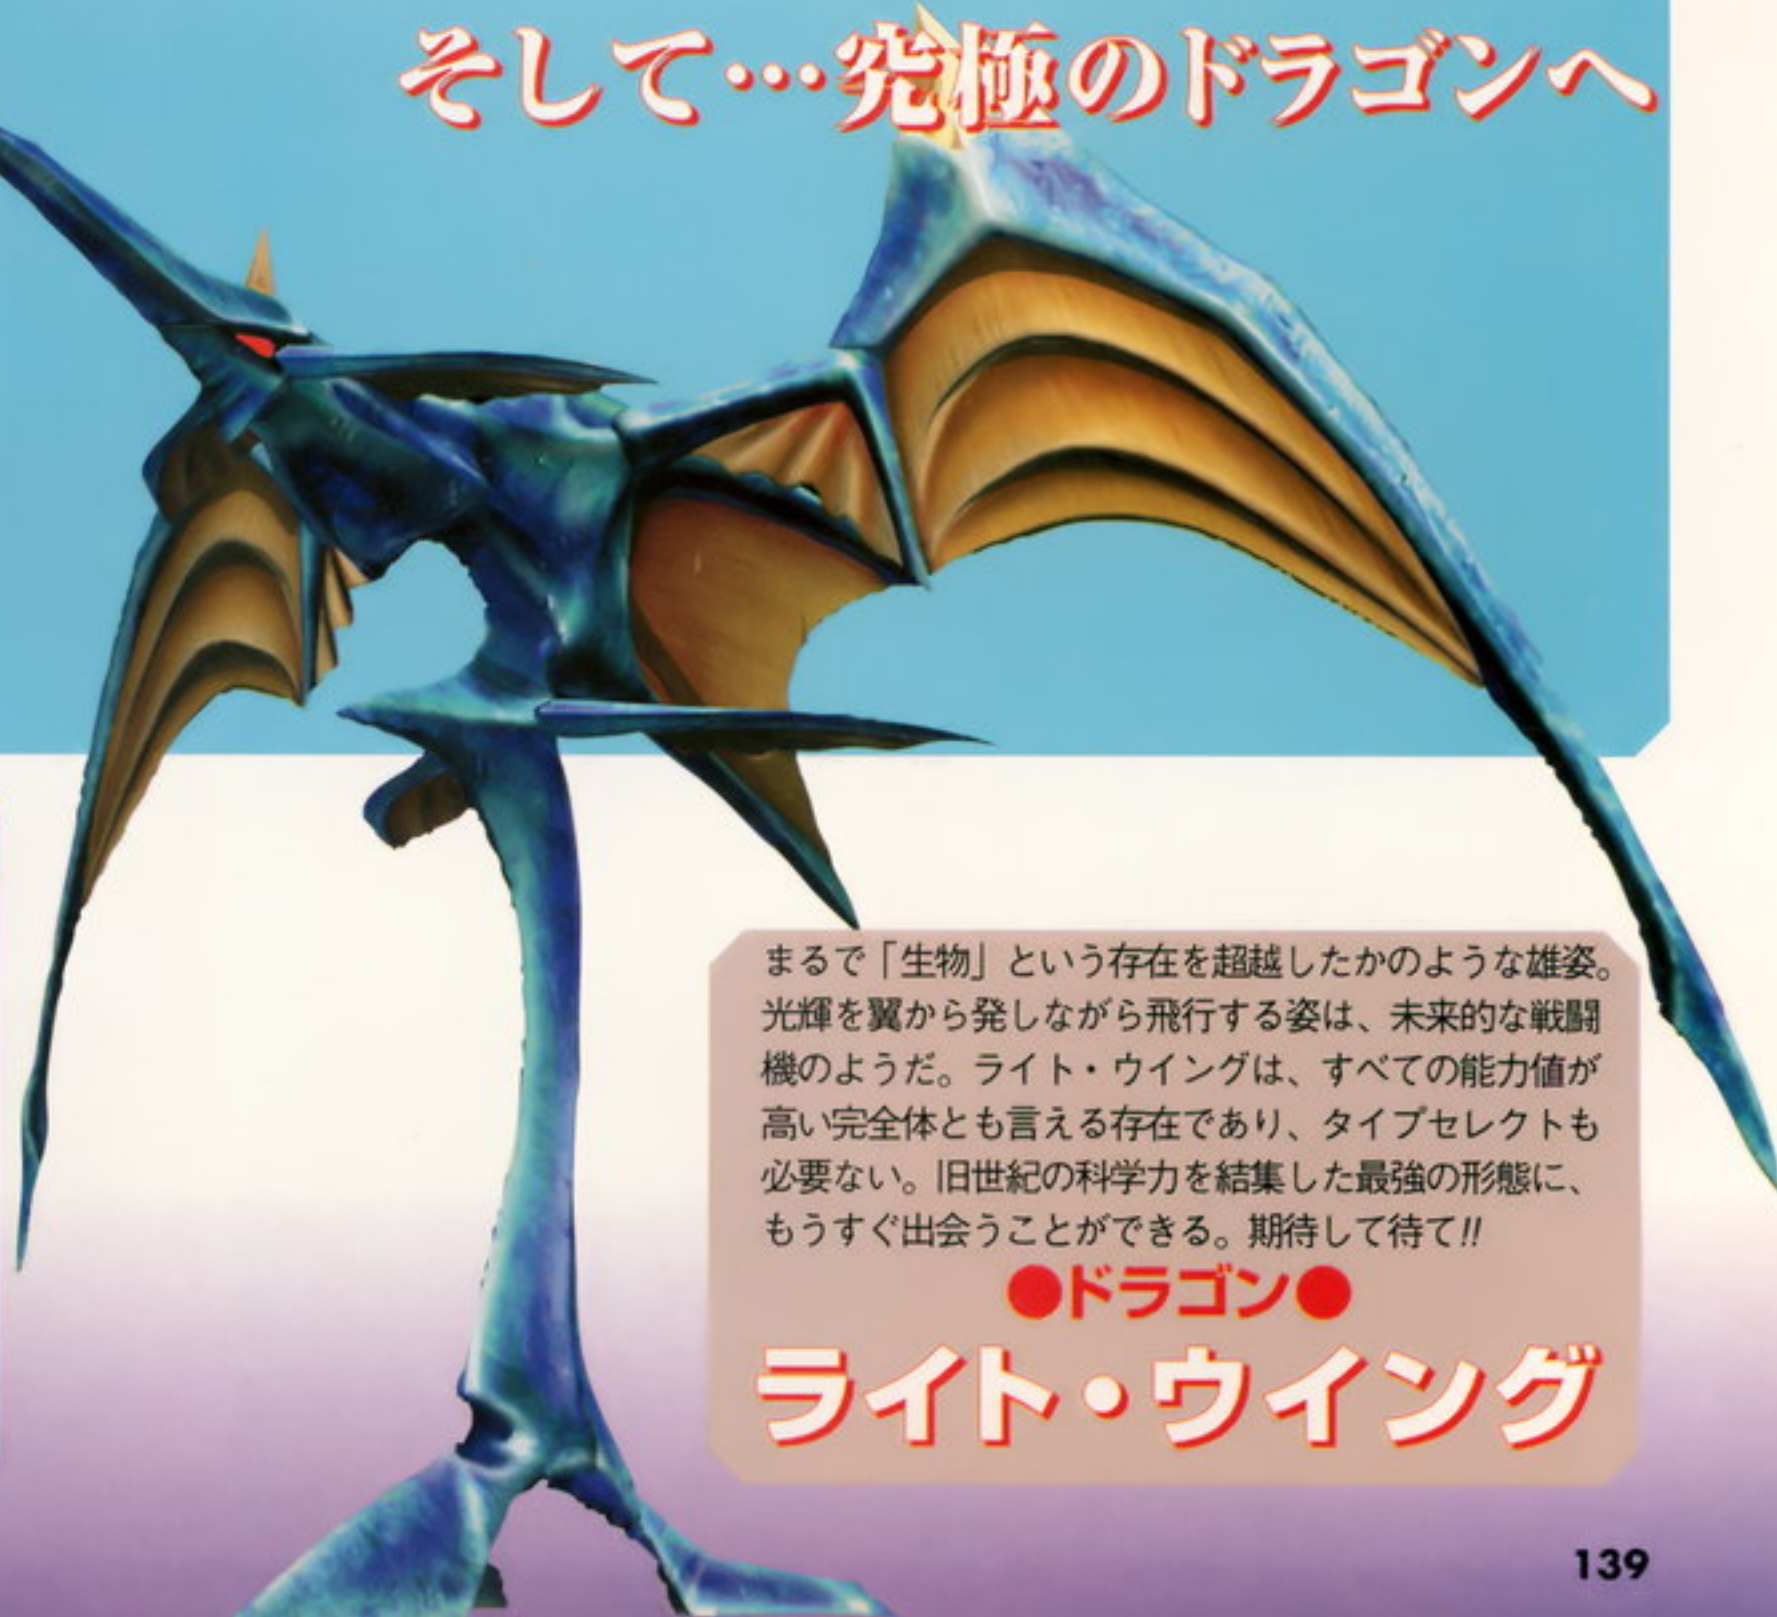 そして…究極のドラゴンへ
まるで「生物」という存在を超越したかのような雄姿。
光輝を翼から発しながら飛行する姿は、未来的な戦闘
機のようだ。ライト・ウイングは、すべての能力値が
高い完全体とも言える存在であり、タイプセレクトも
必要ない。旧世紀の科学力を結集した最強の形態に、
もうすぐ出会うことができる。期待して待て!!
●ドラゴン●
ライト・ウイング
139